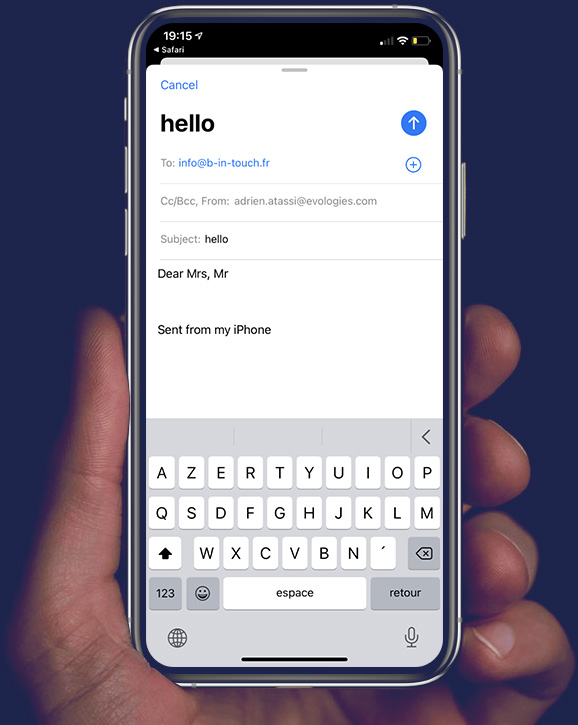 19:15
Safari
Cancel
hello
To: info@b-in-touch.fr
Cc/Bcc, From: adrien.atassi@evologies.com
Subject: hello
Dear Mrs, Mr
Sent from my iPhone
A Z E R T Y U I O P
Q S D F G H J K L M
W X C V B N ´
123 espace retour